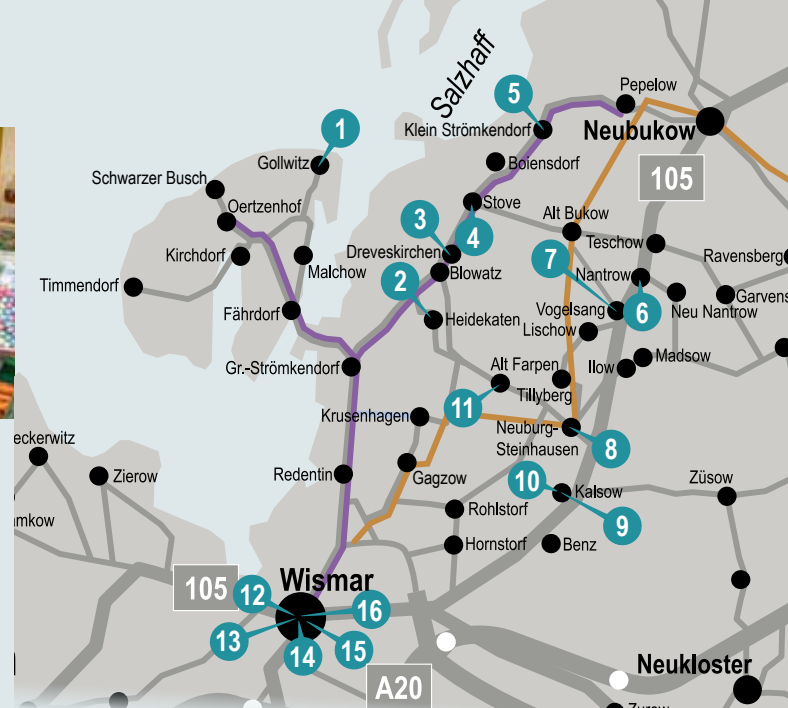 Salzhaff
Pepelow
5
Klein Strömkendorf
Neubukow
1
Gollwitz
Boiensdorf
105
Schwarzer Busch
Oertzenhof
Stove
3
4
Alt Bukow
Teschow
Kirchdorf
Malchow
Dreveskirchen
Blowatz
7
Ravensberg
Timmendorf
2
Nantrow
6
Neu Nantrow
Garvens
Fährdorf
Heidekaten
Vogelsang
Lischow
Gr.-Strömkendorf
Alt Farpen
Tillyberg
Ilow
Madsow
11
Krusenhagen
Neuburg-
Steinhausen
8
eckerwitz
Zierow
Redentin
Gagzow
10
Kalsow
Züsow
9
amkow
Rohlstorf
Hornstorf
Benz
Wismar
105
12
16
13
14
15
A20
Neukloster